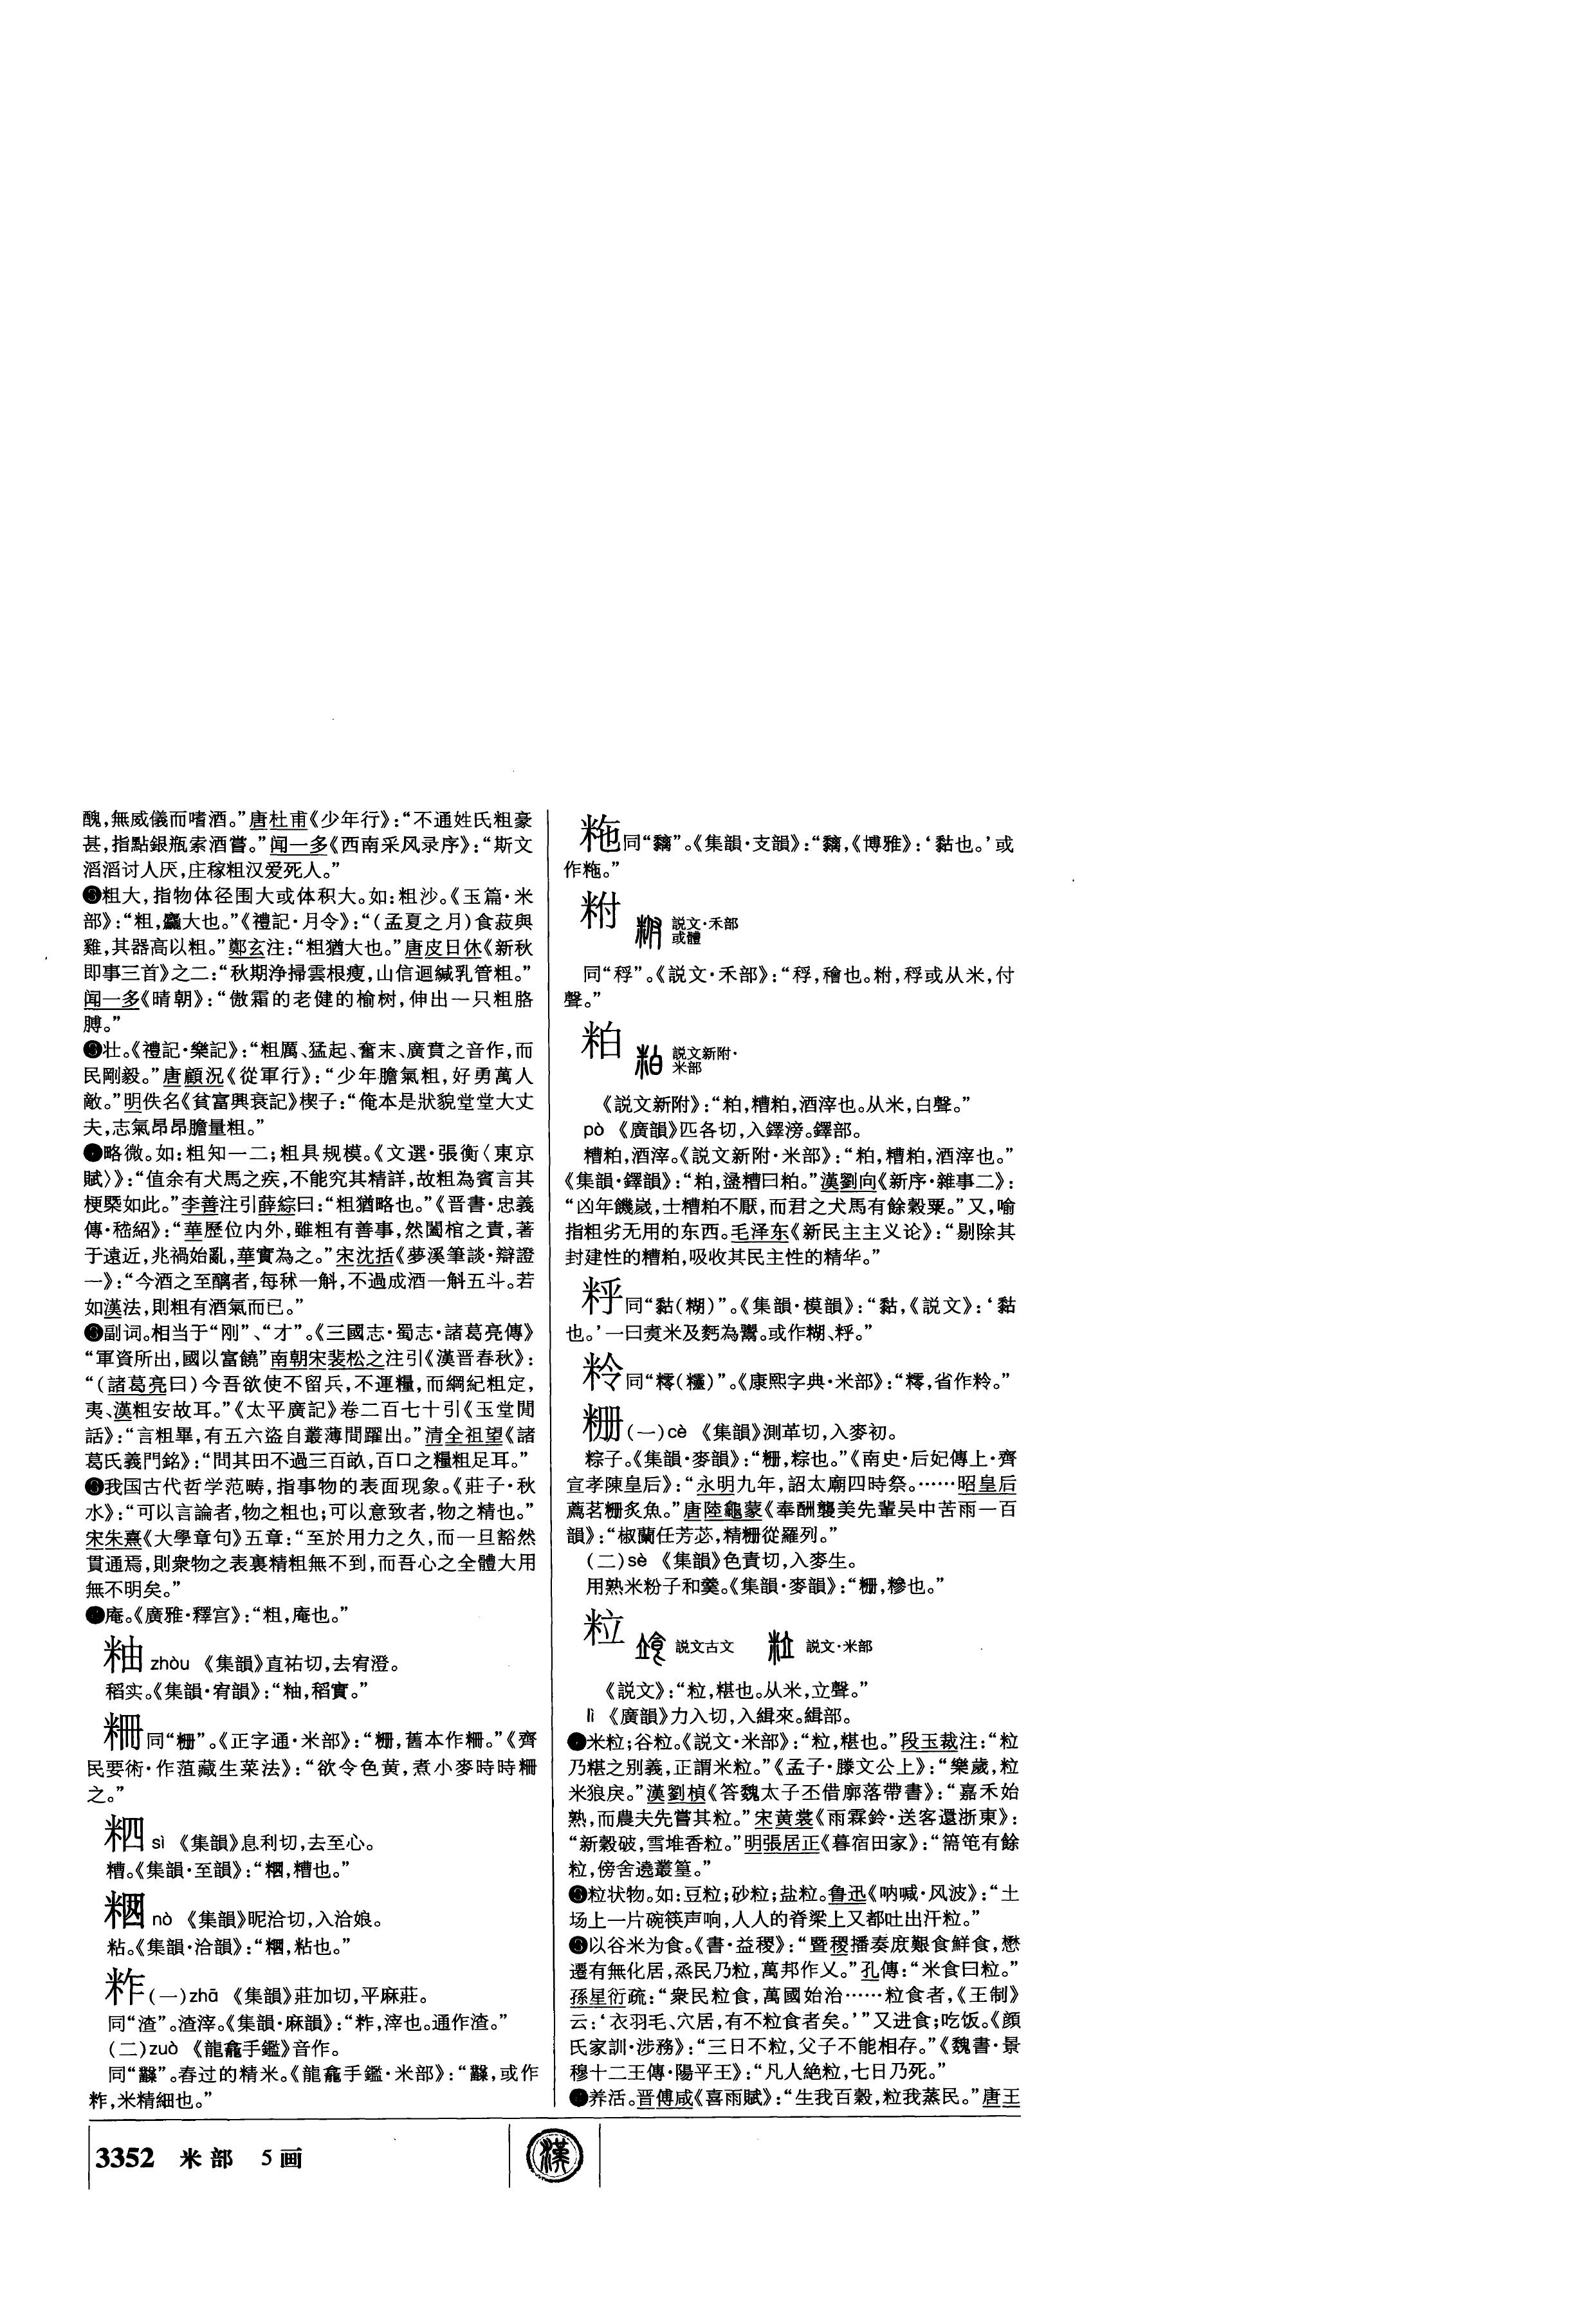 醜，無威儀而嗜酒。”唐杜甫《少年行》：“不通姓氏粗豪
甚，指點銀瓶索酒嘗。”闻一多《西南采风录序》：“斯文
滔滔讨人厌，庄稼粗汉爱死人。”
粗大，指物体径围大或体积大。如：粗沙。《玉篇·米
部》：“粗，麤大也。”《禮記·月令》：“（孟夏之月）食菽與
雞，其器高以粗。”鄭玄注：“粗猶大也。”唐皮日休《新秋
即事三首》之二：“秋期净掃雲根瘦，山信迴緘乳管粗。”
闻一多《晴朝》：“傲霜的老健的榆树，伸出一只粗胳
膊。”
壮。《禮記·樂記》：“粗厲、猛起、奮末、廣賁之音作，而
民剛毅。”唐顧況《從軍行》：“少年膽氣粗，好勇萬人
敵。”明佚名《貧富興衰記》楔子：“俺本是狀貌堂堂大丈
夫，志氣昂昂膽量粗。”
略微。如：粗知一二；粗具规模。《文選·張衡〈東京
賦〉》：“值余有犬馬之疾，不能究其精詳，故粗為賓言其
梗槩如此。”李善注引薛綜曰：“粗猶略也。”《晋書·忠義
傳·嵇紹》：“華歷位内外，雖粗有善事，然闔棺之責，著
于遠近，兆禍始亂，華實為之。”宋沈括《夢溪筆談·辯證
一》：“今酒之至醨者，每秫一斛，不過成酒一斛五斗。若
如漢法，則粗有酒氣而已。”
副词。相当于“刚”、“才”。《三國志·蜀志·諸葛亮傳》
“軍資所出，國以富饒”南朝宋裴松之注引《漢晋春秋》：
“（諸葛亮曰）今吾欲使不留兵，不運糧，而綱紀粗定，
夷、漢粗安故耳。”《太平廣記》卷二百七十引《玉堂閒
話》：“言粗畢，有五六盗自叢薄間躍出。”清全祖望《諸
葛氏義門銘》：“問其田不過三百畝，百口之糧粗足耳。”
我国古代哲学范畴，指事物的表面现象。《莊子·秋
水》：“可以言論者，物之粗也；可以意致者，物之精也。”
宋朱熹《大學章句》五章：“至於用力之久，而一旦豁然
貫通焉，則衆物之表裏精粗無不到，而吾心之全體大用
無不明矣。”
庵。《廣雅·釋宫》：“粗，庵也。”
粙 zhòu 《集韻》直祐切，去宥澄。
稻实。《集韻·宥韻》：“粙，稻實。”
粣同“粣”。《正字通·米部》：“粣，舊本作粣。”《齊
民要術·作菹藏生菜法》：“欲令色黄，煮小麥時時粣
之。”
sì 《集韻》息利切，去至心。
糟。《集韻·至韻》：“，糟也。”
nò 《集韻》昵洽切，入洽娘。
粘。《集韻·洽韻》：“，粘也。”
粚（一）zhā 《集韻》莊加切，平麻莊。
同“渣”。渣滓。《集韻·麻韻》：“，滓也。通作渣。”
（二）zuò 《龍龕手鑑》音作。
同“糳”。舂过的精米。《龍龕手鑑·米部》：“糳，或作
，米精細也。”
粚同“䵩”。《集韻·支韻》：“，《博雅》：‘黏也。’或
作。”
粰 説文·禾部
或體
同“稃”。《説文·禾部》：“稃，䅌也。䊇，稃或从米，付
聲。”
粕 説文新附·
米部
《説文新附》：“粕，糟粕，酒滓也。从米，白聲。”
pò 《廣韻》匹各切，入鐸滂。鐸部。
糟粕，酒滓。《説文新附·米部》：“粕，糟粕，酒滓也。”
《集韻·鐸韻》：“粕，盪糟曰粕。”漢劉向《新序·雜事二》：
“凶年饑嵗，士糟粕不厭，而君之犬馬有餘穀粟。”又，喻
指粗劣无用的东西。毛泽东《新民主主义论》：“剔除其
封建性的糟粕，吸收其民主性的精华。”
粰同“黏（糊）”。《集韻·模韻》：“，《説文》：‘黏
也。’一曰煑米及麪為鬻。或作糊、。”
同“（糷）”。《康熙字典·米部》：“，省作。”
粣（一）cè 《集韻》測革切，入麥初。
粽子。《集韻·麥韻》：“粣，粽也。”《南史·后妃傳上·齊
宣孝陳皇后》：“永明九年，詔太廟四時祭。……昭皇后
薦茗粣炙魚。”唐陸龜蒙《奉酬襲美先輩吴中苦雨一百
韻》：“椒蘭任芳苾，精粣從羅列。”
（二）sè 《集韻》色責切，入麥生。
用熟米粉子和羹。《集韻·麥韻》：“粣，糝也。”
粒 説文古文 説文·米部
《説文》：“粒，糂也。从米，立聲。”
lì 《廣韻》力入切，入緝來。緝部。
米粒；谷粒。《説文·米部》：“粒，糂也。”段玉裁注：“粒
乃糂之别義，正謂米粒。”《孟子·滕文公上》：“樂歲，粒
米狼戾。”漢劉楨《答魏太子丕借廓落帶書》：“嘉禾始
熟，而農夫先嘗其粒。”宋黄裳《雨霖鈴·送客還浙東》：
“新穀破，雪堆香粒。”明張居正《暮宿田家》：“篅笔有餘
粒，傍舍遶叢篁。”
粒状物。如：豆粒；砂粒；盐粒。鲁迅《呐喊·风波》：“土
场上一片碗筷声响，人人的脊梁上又都吐出汗粒。”
以谷米为食。《書·益稷》：“暨稷播奏庶艱食鮮食，懋
遷有無化居，烝民乃粒，萬邦作乂。”孔傳：“米食曰粒。”
孫星衍疏：“衆民粒食，萬國始治……粒食者，《王制》
云：‘衣羽毛、穴居，有不粒食者矣。’”又进食；吃饭。《顔
氏家訓·涉務》：“三日不粒，父子不能相存。”《魏書·景
穆十二王傳·陽平王》：“凡人絶粒，七日乃死。”
养活。晋傅咸《喜雨賦》：“生我百穀，粒我蒸民。”唐王
3352 米部 5画
漢